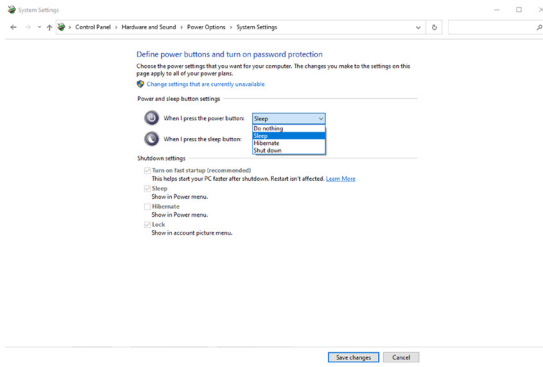 System Settings
Control Panel > Hardware and Sound > Power Options > System Settings
Define power buttons and turn on password protection
Choose the power settings that you want for your computer. The changes you make to the settings on this
page apply to all of your power plans.
Change settings that are currently unavailable
Power and sleep button settings
When I press the power button: Sleep
Do nothing
Sleep
When I press the sleep button: Hibernate
Shut down
Shutdown settings
Turn on fast startup (recommended)
This helps start your PC faster after shutdown. Restart isn't affected. Learn More
Sleep
Show in Power menu.
Hibernate
Show in Power menu.
Lock
Show in account picture menu.
Save changes Cancel